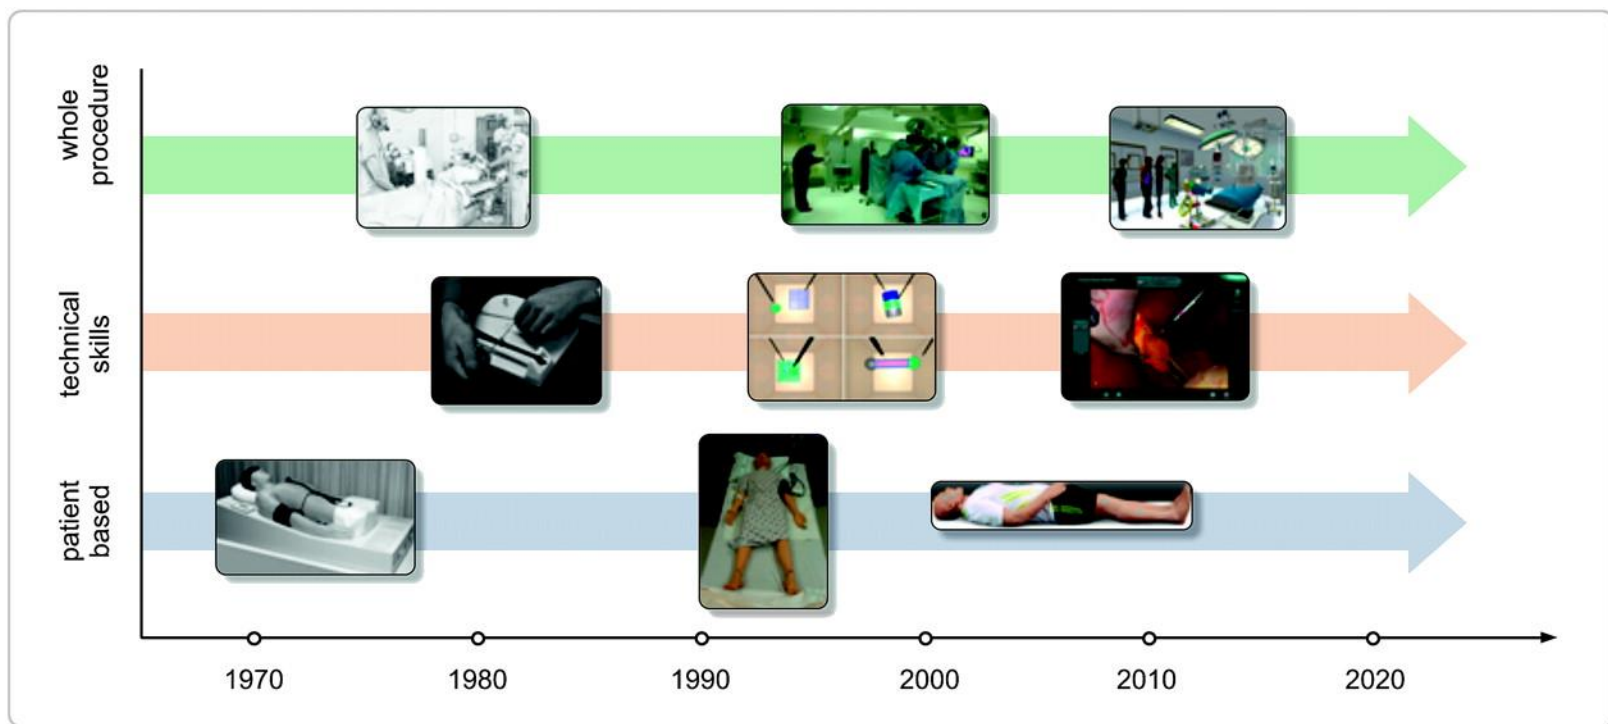 whole
procedure
technical
skills
patient
based
1970
1980
1990
2000
2010
2020